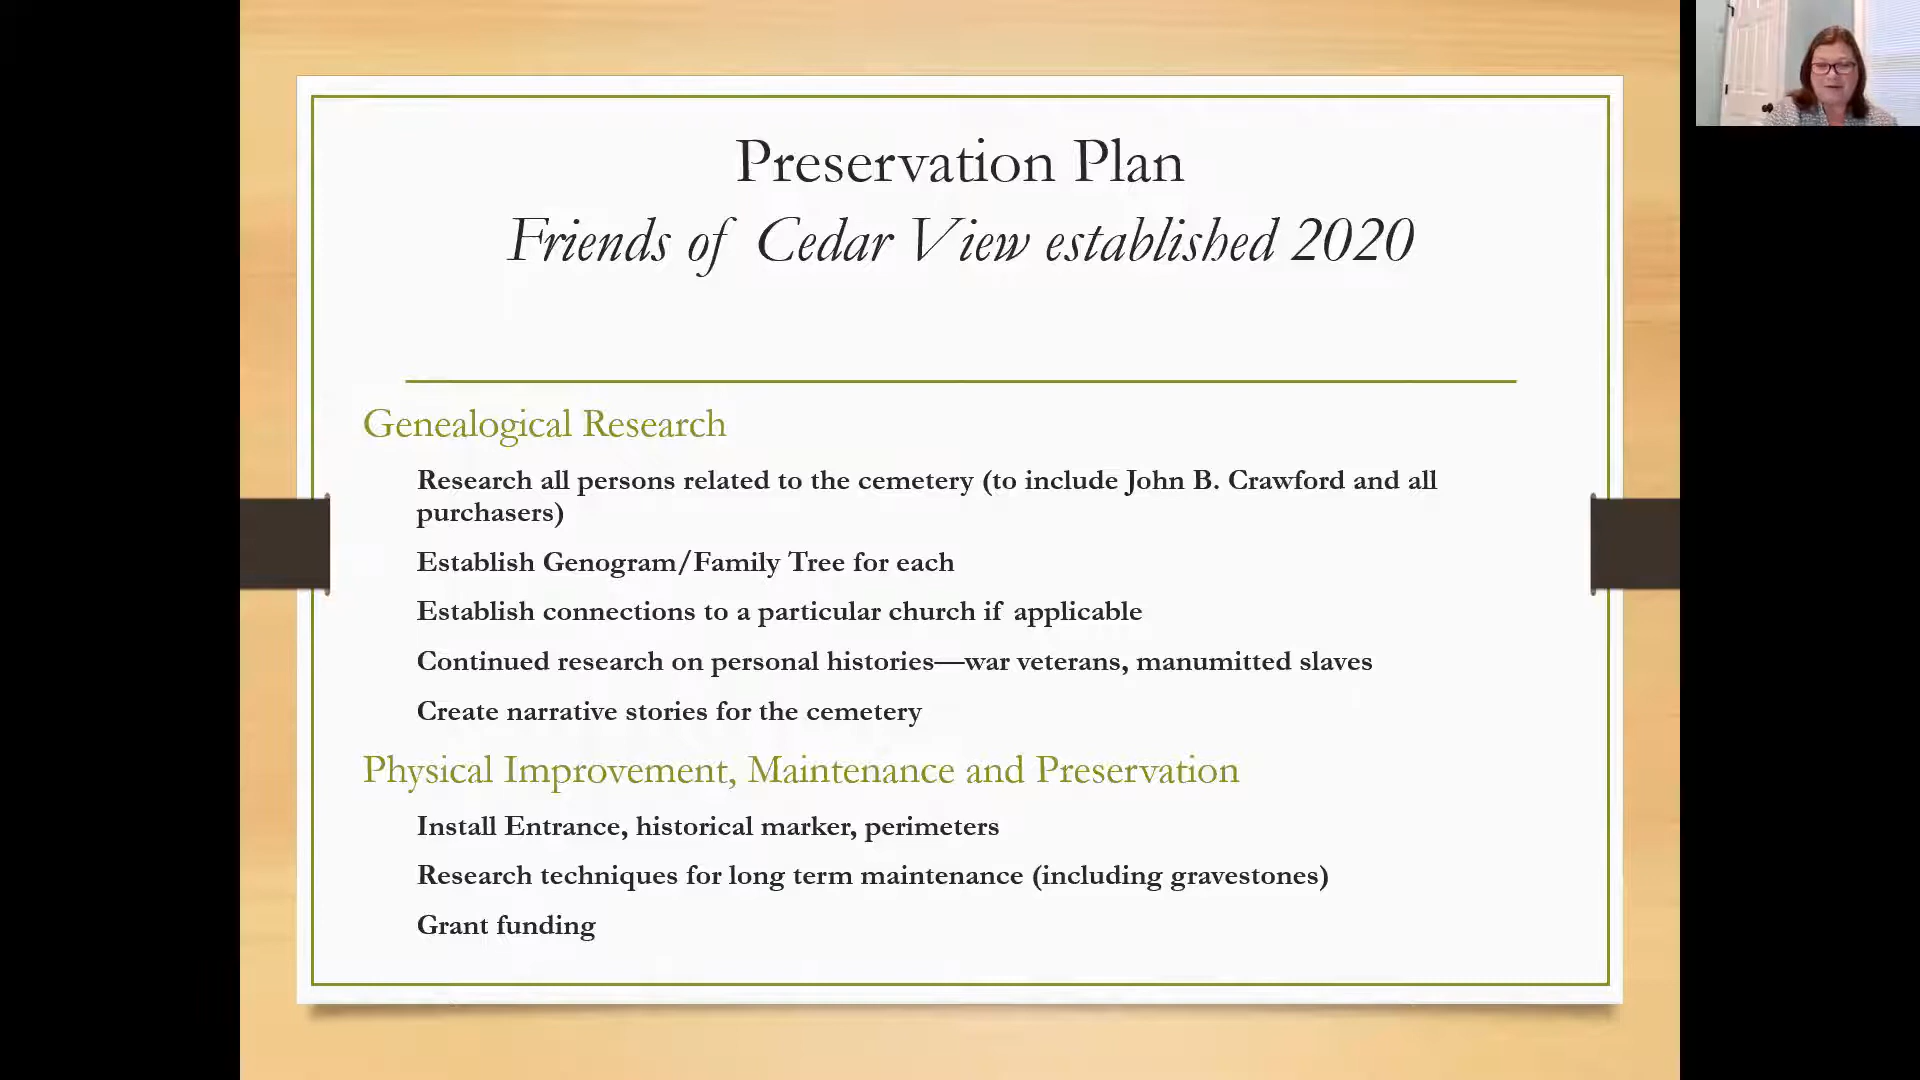 Preservation Plan
Friends of Cedar View established 2020
Genealogical Research
Research all persons related to the cemetery (to include John B. Crawford and all
purchasers)
Establish Genogram/Family Tree for each
Establish connections to a particular church if applicable
Continued research on personal histories—war veterans, manumitted slaves
Create narrative stories for the cemetery
Physical Improvement, Maintenance and Preservation
Install Entrance, historical marker, perimeters
Research techniques for long term maintenance (including gravestones)
Grant funding